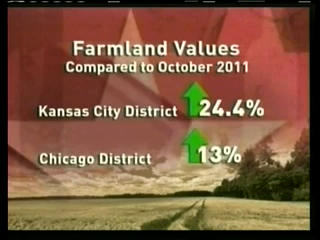 Farmland Values
Compared to October 2011
Kansas City District 24.4%
Chicago District 13%